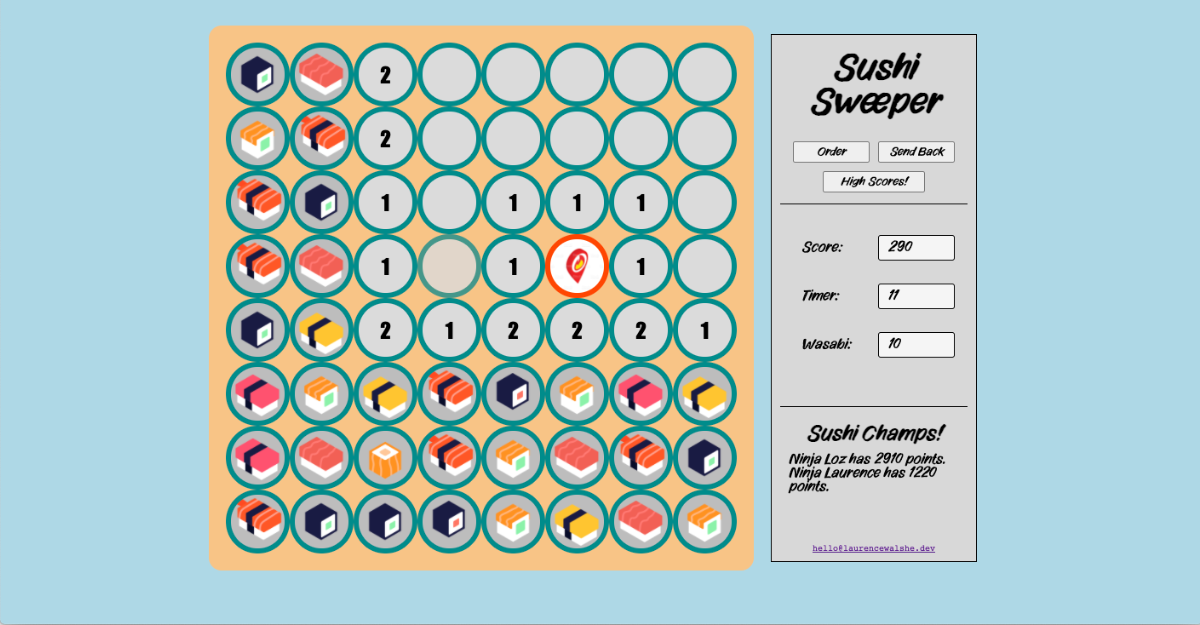 2
2
1 1 1 1
1 1 1
2 1 2 2 2 1
Sushi
Sweeper
Order Send Back
High Scores!
Score: 290
Timer: 11
Wasabi: 10
Sushi Champs!
Ninja Loz has 2910 points.
Ninja Laurence has 1220
points.
hello@laurencewalshe.dev